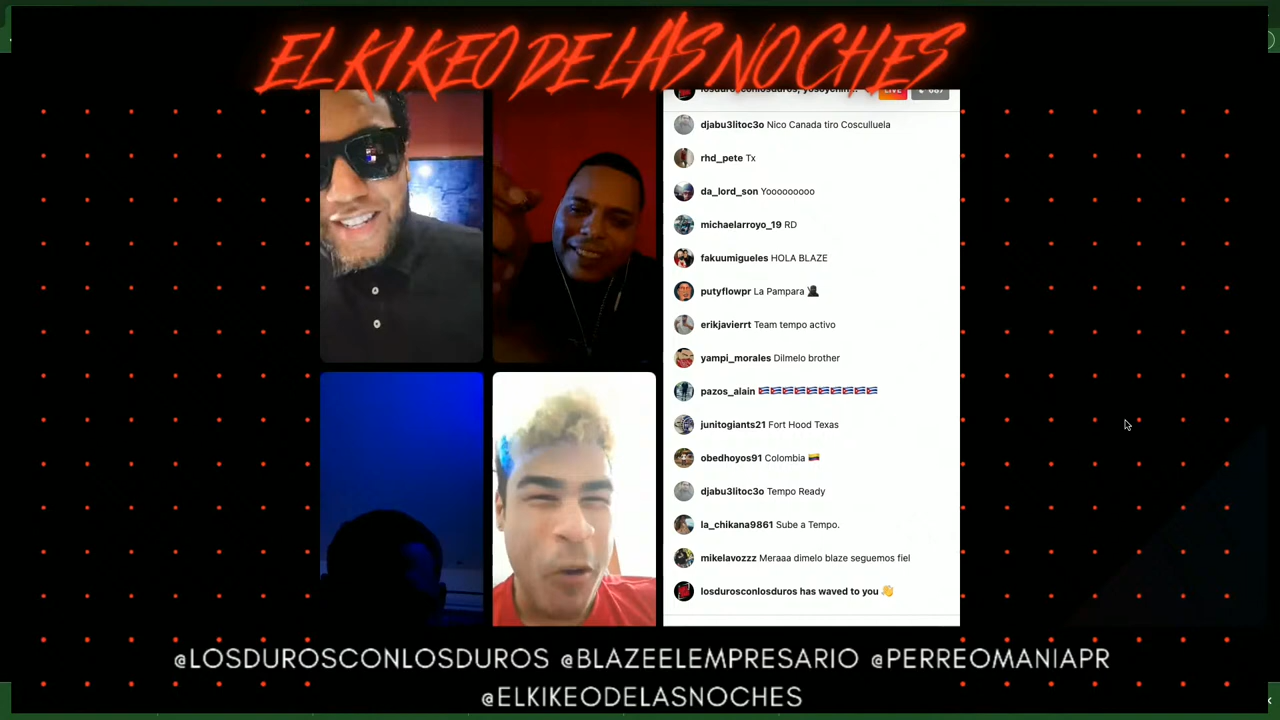 EL KIKEO DE LAS NOCHES
LIVE
djabu3litoc3o Nico Canada tiro Cosculluela
rhd_pete Tx
da_lord_son Yooooooooo
michaelarroyo_19 RD
fakuumigueles HOLA BLAZE
putyflowpr La Pampara
erikjavierrt Team tempo activo
yampi_morales Dilmelo brother
pazos_alain 🇨🇺🇨🇺🇨🇺🇨🇺🇨🇺🇨🇺🇨🇺🇨🇺🇨🇺🇨🇺
junitogiants21 Fort Hood Texas
obedhoyos91 Colombia 🇨🇴
djabu3litoc3o Tempo Ready
la_chikana9861 Sube a Tempo.
mikelavozzz Meraaa dimelo blaze seguemos fiel
losdurosconlosduros has waved to you 👋
@LOSDUROSCONLOSDUROS @BLAZEELEMPRESARIO @PERREOMANIAPR
@ELKIKEODELASNOCHES